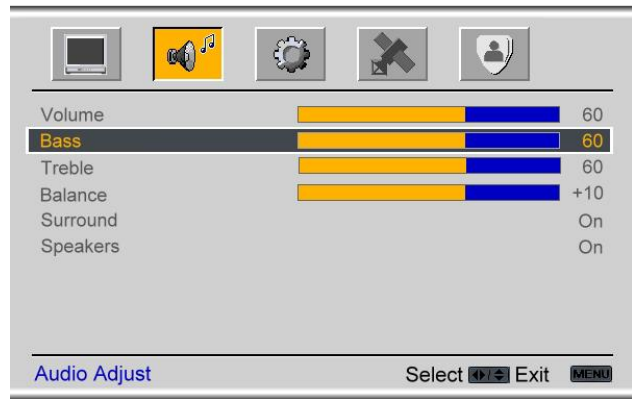 Volume 60
Bass 60
Treble 60
Balance +10
Surround On
Speakers On
Audio Adjust Select Exit MENU